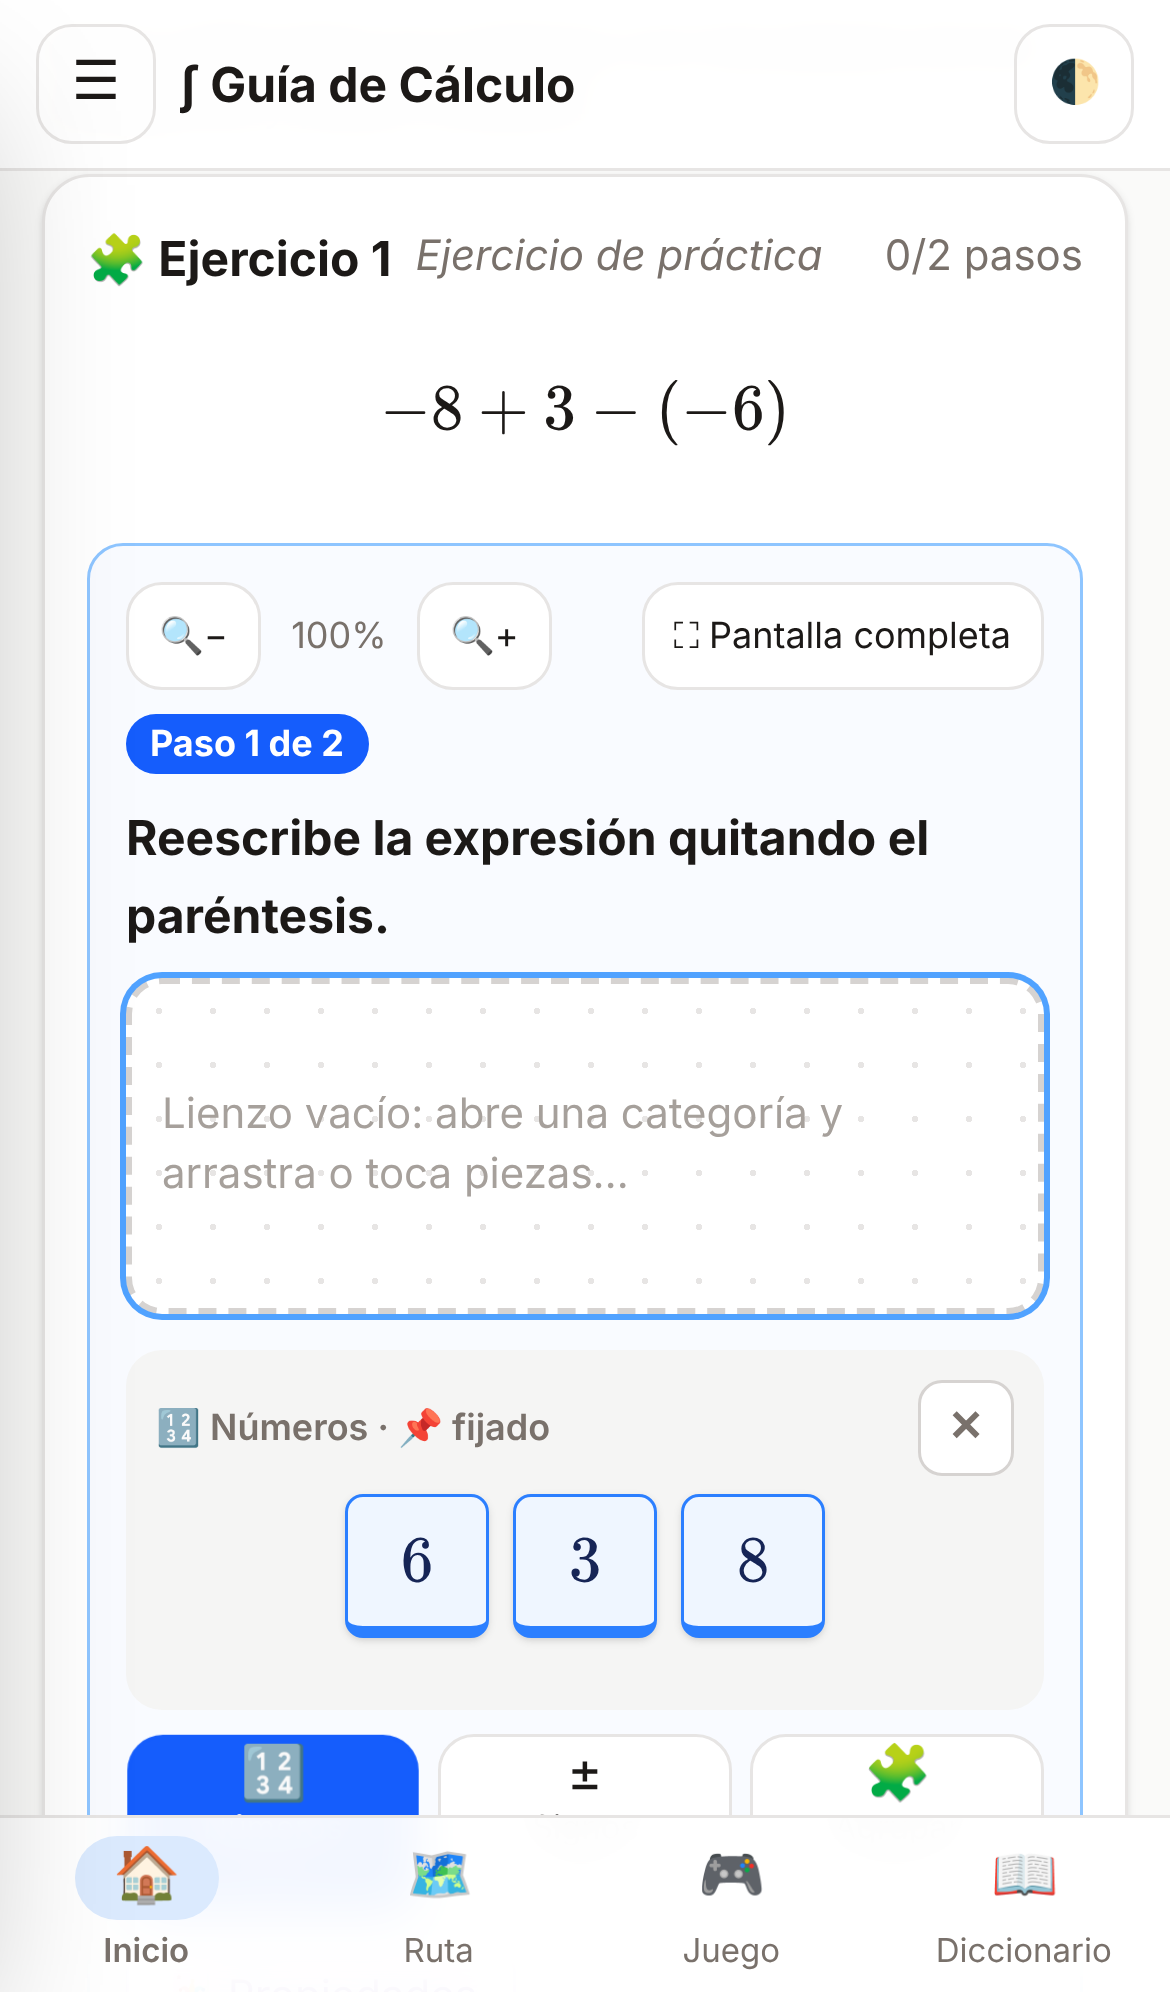 ☰ ∫ Guía de Cálculo
🧩 Ejercicio 1 Ejercicio de práctica 0/2 pasos
−8 + 3 − (−6)
🔍− 100% 🔍+ ⛶ Pantalla completa
Paso 1 de 2
Reescribe la expresión quitando el
paréntesis.
Lienzo vacío: abre una categoría y
arrastra o toca piezas...
🔢 Números · 📌 fijado ✕
6 3 8
🔢 ± 🧩
Inicio Ruta Juego Diccionario